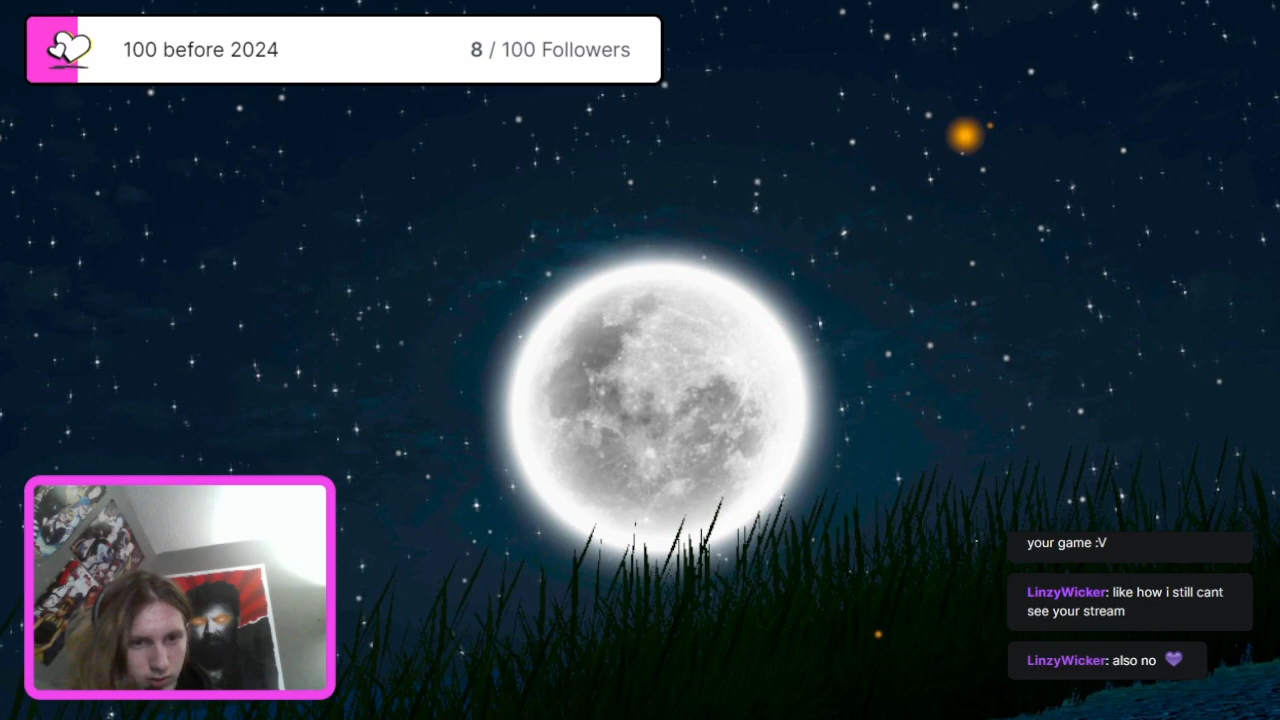 100 before 2024
8 / 100 Followers
your game :V
LinzyWicker: like how i still cant
see your stream
LinzyWicker: also no 💜